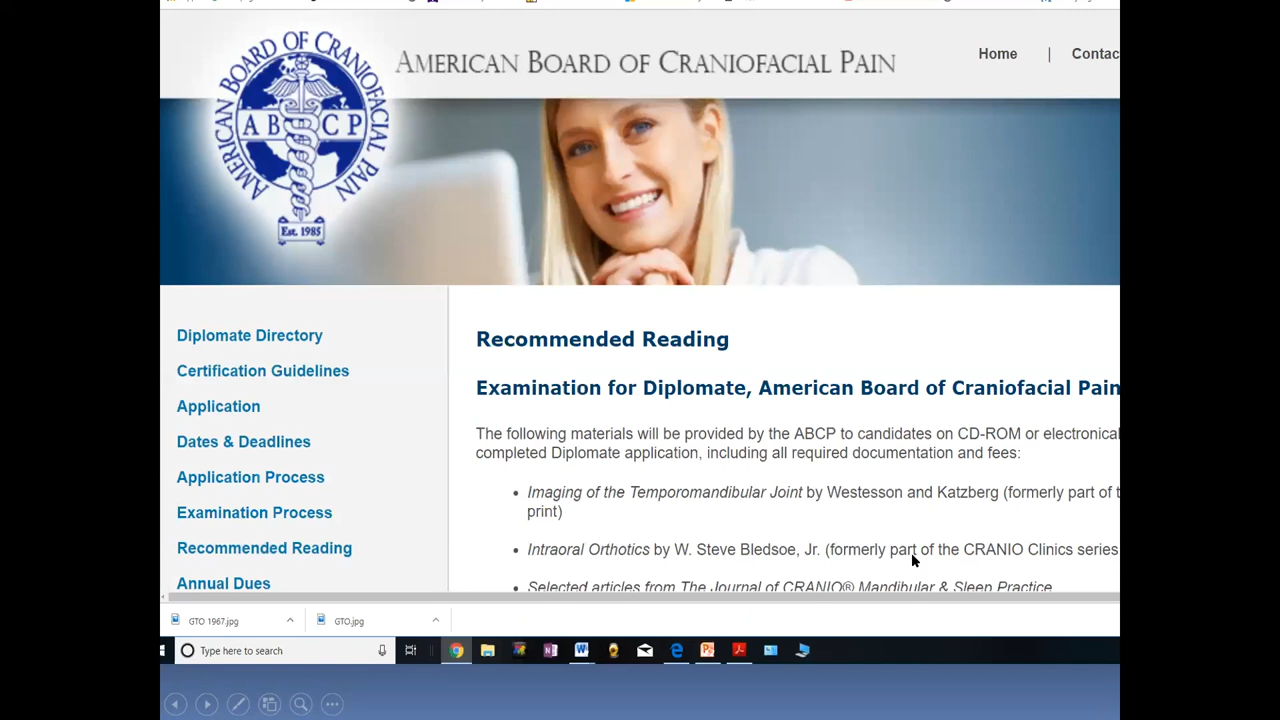 AMERICAN BOARD OF CRANIOFACIAL PAIN
ABCP
Est. 1985
AMERICAN BOARD OF CRANIOFACIAL PAIN
Home | Contac
Diplomate Directory
Certification Guidelines
Application
Dates & Deadlines
Application Process
Examination Process
Recommended Reading
Annual Dues
Recommended Reading
Examination for Diplomate, American Board of Craniofacial Pain
The following materials will be provided by the ABCP to candidates on CD-ROM or electronical
completed Diplomate application, including all required documentation and fees:
• Imaging of the Temporomandibular Joint by Westesson and Katzberg (formerly part of t
print)
• Intraoral Orthotics by W. Steve Bledsoe, Jr. (formerly part of the CRANIO Clinics series
• Selected articles from The Journal of CRANIO® Mandibular & Sleep Practice
GTO 1967.jpg
GTO.jpg
Type here to search